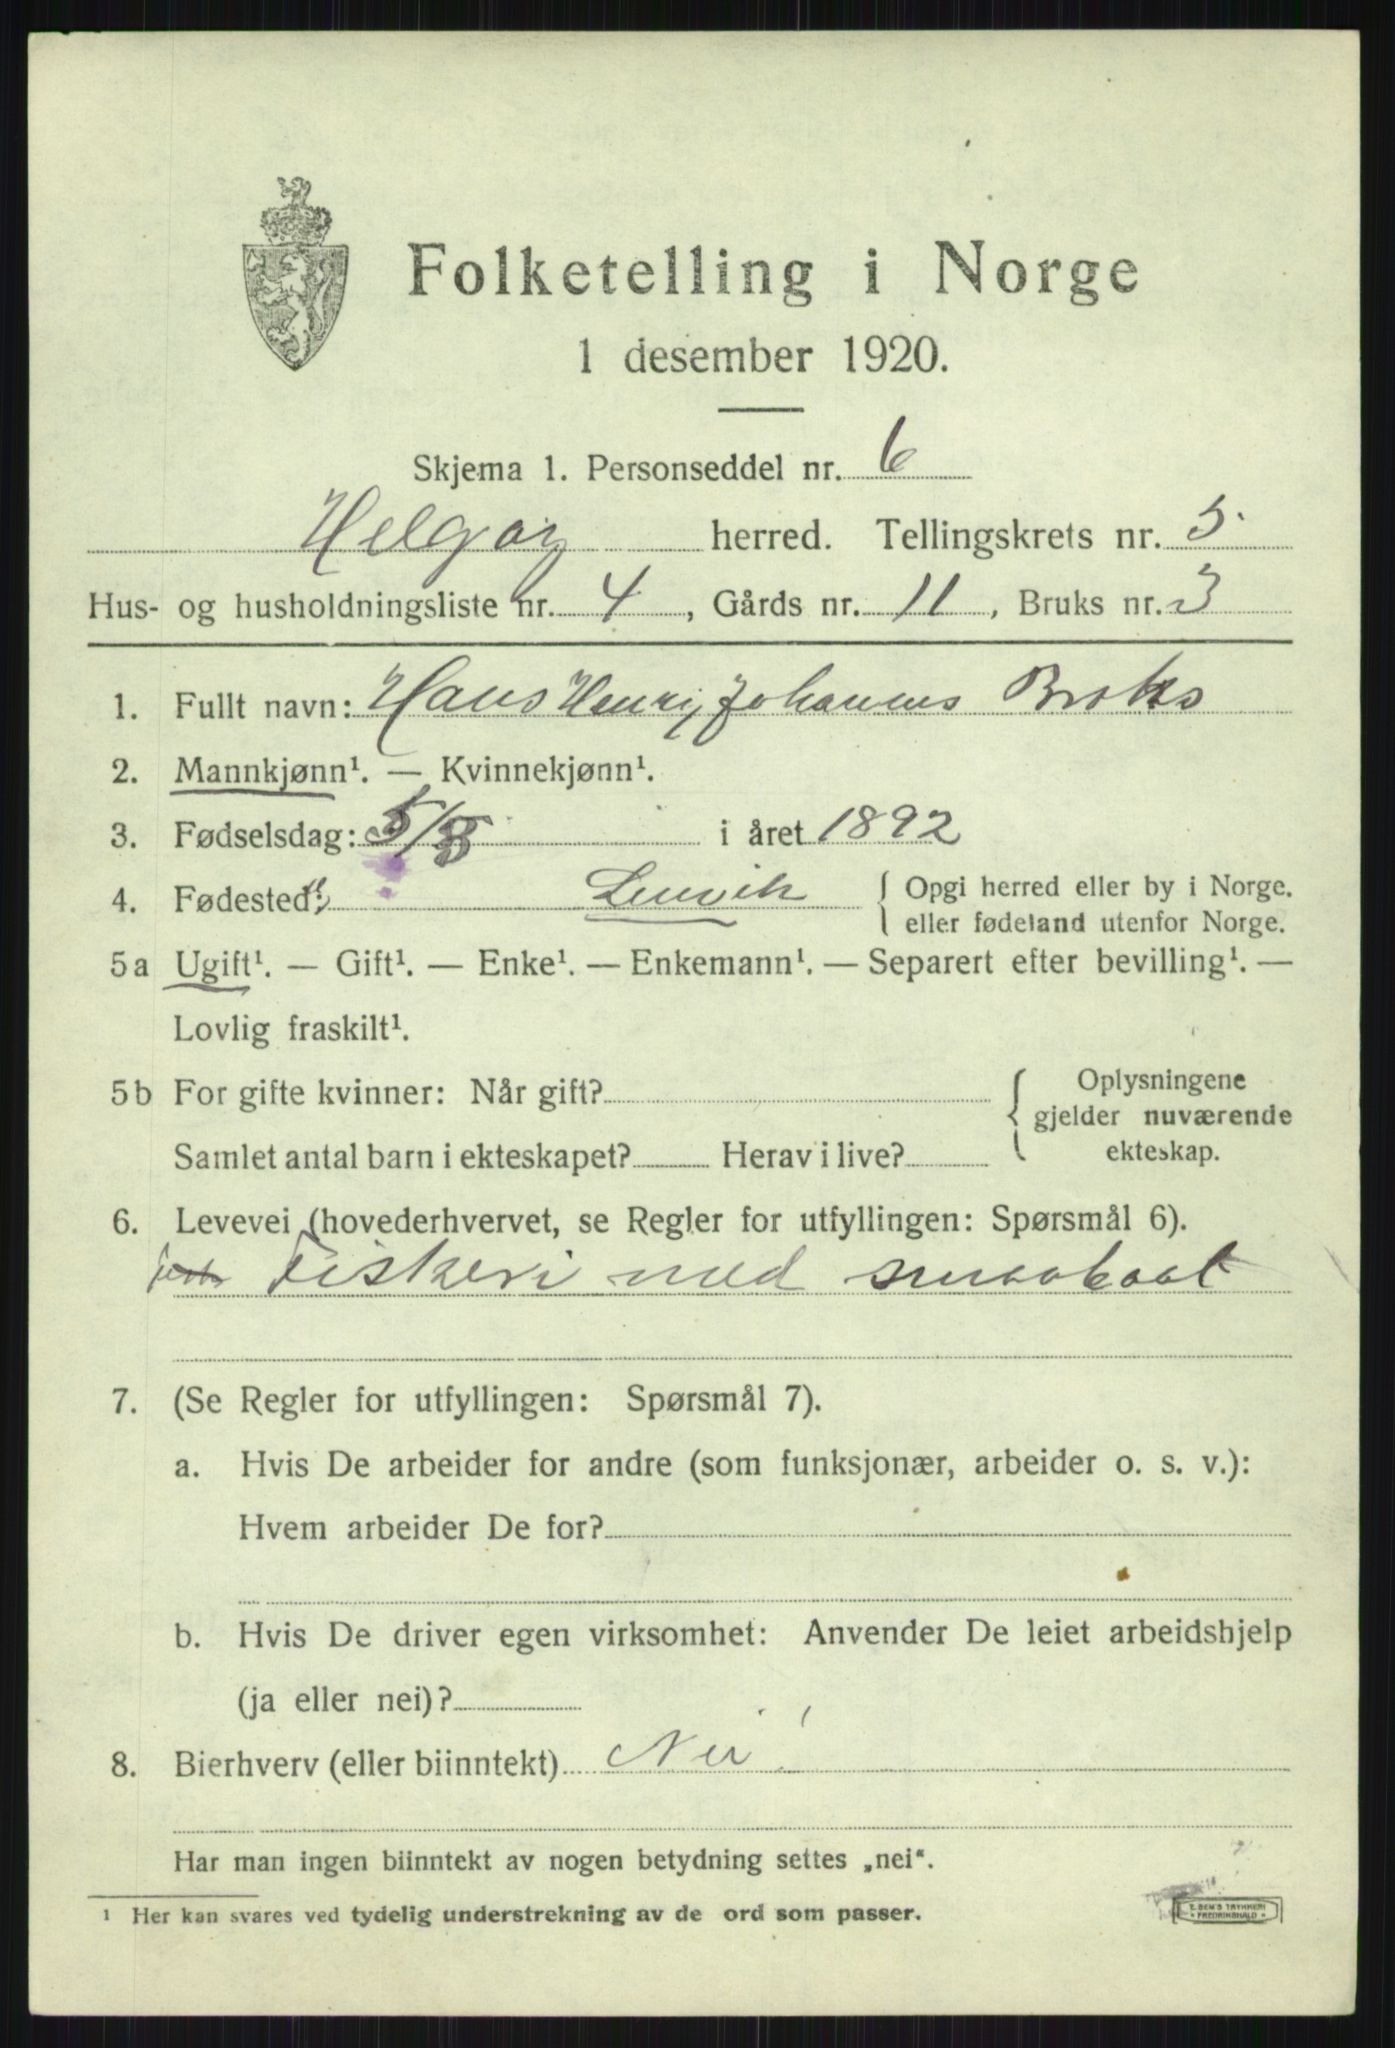 Folketelling i Norge
1 desember 1920.
Skjema 1. Personseddel nr. 6
Helgøy herred. Tellingskrets nr. 5.
Hus- og husholdningsliste nr. 4, Gårds nr. 11, Bruks nr. 3
1. Fullt navn: Hans Henrij Johannes Broks
2. Mannkjønn¹. — Kvinnekjønn¹.
3. Fødselsdag: 5/8 i året 1892
4. Fødested: Lenvik { Opgi herred eller by i Norge.
eller fødeland utenfor Norge.
5a Ugift¹. — Gift¹. — Enke¹. — Enkemann¹. — Separert efter bevilling¹. —
Lovlig fraskilt¹.
5b For gifte kvinner: Når gift? { Oplysningene
gjelder nuværende
Samlet antal barn i ekteskapet? Herav i live? ekteskap.
6. Levevei (hovederhvervet, se Regler for utfyllingen: Spørsmål 6).
Fiskeri med smaabaat
7. (Se Regler for utfyllingen: Spørsmål 7).
a. Hvis De arbeider for andre (som funksjonær, arbeider o. s. v.):
Hvem arbeider De for?
b. Hvis De driver egen virksomhet: Anvender De leiet arbeidshjelp
(ja eller nei)?
8. Bierhverv (eller biinntekt) Nei!
Har man ingen biinntekt av nogen betydning settes „nei“.
¹ Her kan svares ved tydelig understrekning av de ord som passer.
E. SEM'S TRYKKERI
* FREDRIKSHALD *